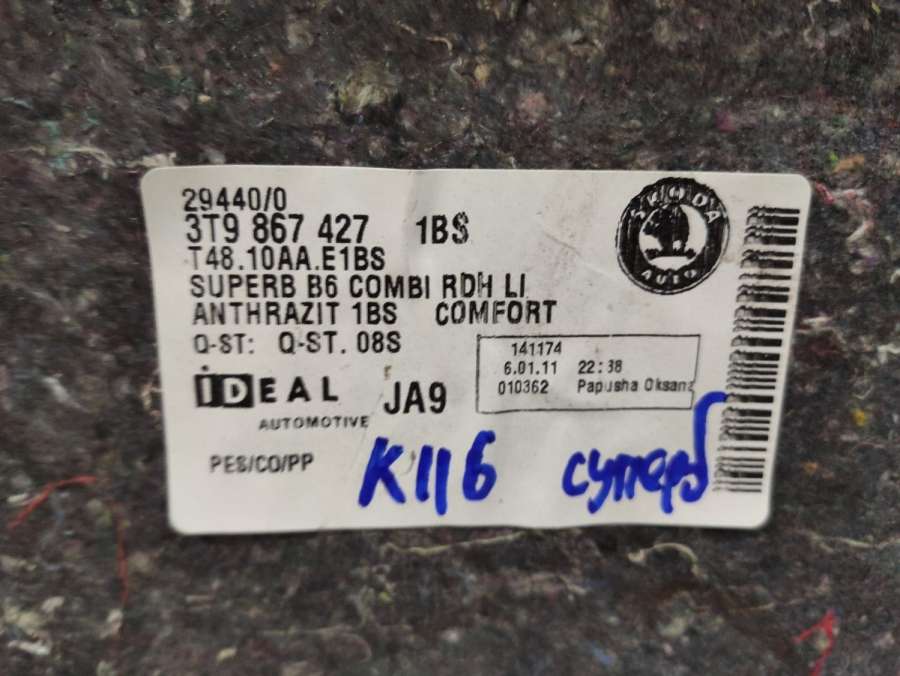 29440/0
3T9 867 427 1BS
T48.10AA.E1BS
SUPERB B6 COMBI RDH LI
ANTHRAZIT 1BS COMFORT
Q-ST: Q-ST. 08S
SKODA
AUTO
141174
6.01.11 22:38
010362 Papusha Oksana
iDEAL
AUTOMOTIVE
JA9
PES/CO/PP
K116 суперб